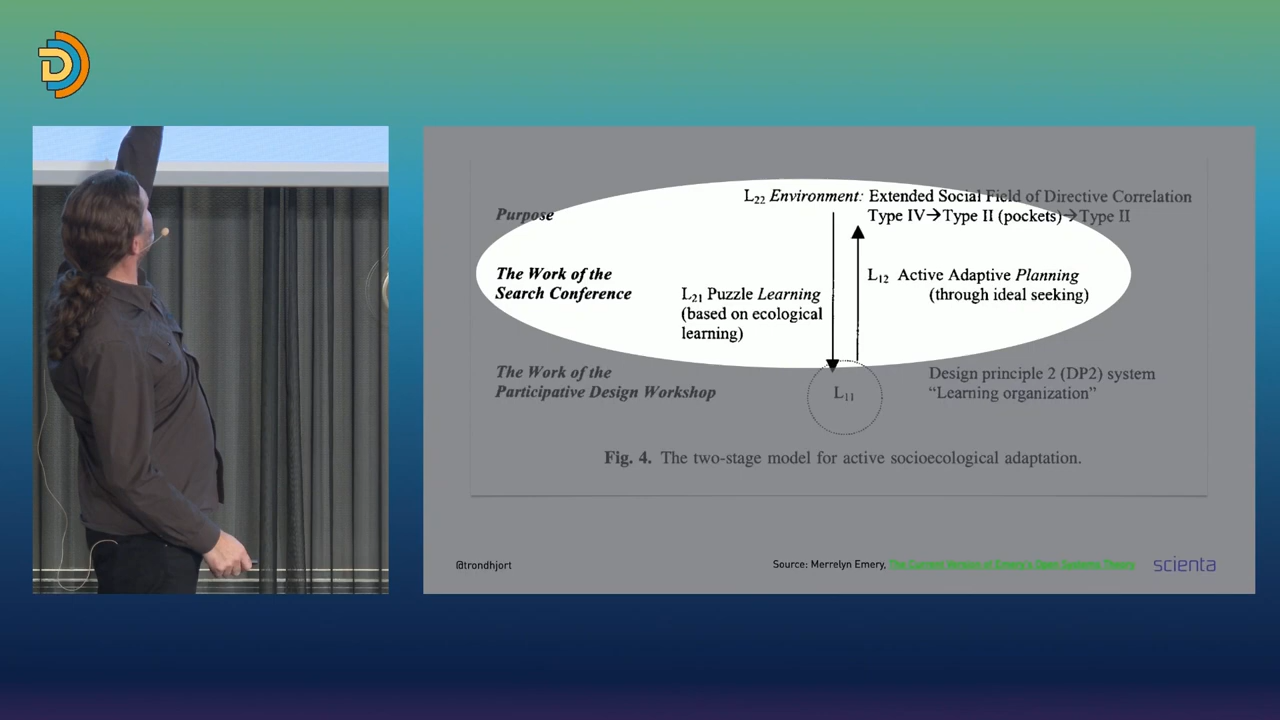 D
L22 Environment: Extended Social Field of Directive Correlation
Purpose
Type IV→Type II (pockets)→Type II
The Work of the
Search Conference
L12 Active Adaptive Planning
(through ideal seeking)
L21 Puzzle Learning
(based on ecological
learning)
The Work of the
Participative Design Workshop
L11
Design principle 2 (DP2) system
“Learning organization”
Fig. 4. The two-stage model for active socioecological adaptation.
@trondhjort
Source: Merrelyn Emery, The Current Version of Emery's Open Systems Theory
scienta